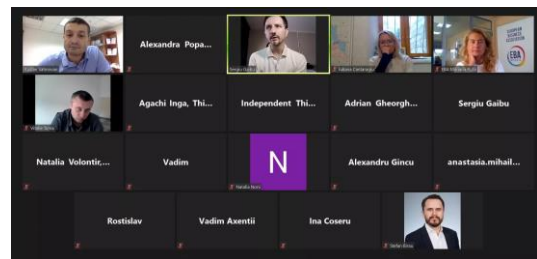 Alexandra Popa...
EBA
Agachi Inga, Thi...
Independent Thi...
Adrian Gheorgh...
Sergiu Gaibu
Natalia Volontir,...
Vadim
N
Alexandru Gincu
anastasia.mihail...
Rostislav
Vadim Axentii
Ina Coseru